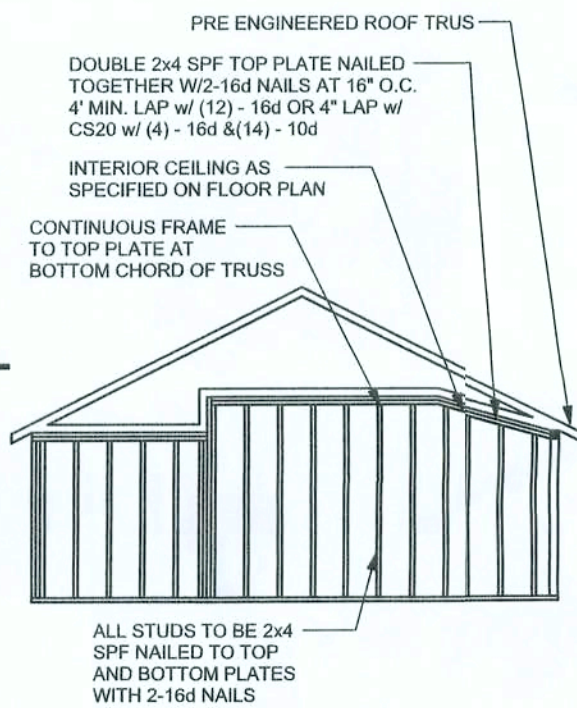 PRE ENGINEERED ROOF TRUS
DOUBLE 2x4 SPF TOP PLATE NAILED
TOGETHER W/2-16d NAILS AT 16" O.C.
4' MIN. LAP w/ (12) - 16d OR 4" LAP w/
CS20 w/ (4) - 16d &(14) - 10d
INTERIOR CEILING AS
SPECIFIED ON FLOOR PLAN
CONTINUOUS FRAME
TO TOP PLATE AT
BOTTOM CHORD OF TRUSS
ALL STUDS TO BE 2x4
SPF NAILED TO TOP
AND BOTTOM PLATES
WITH 2-16d NAILS